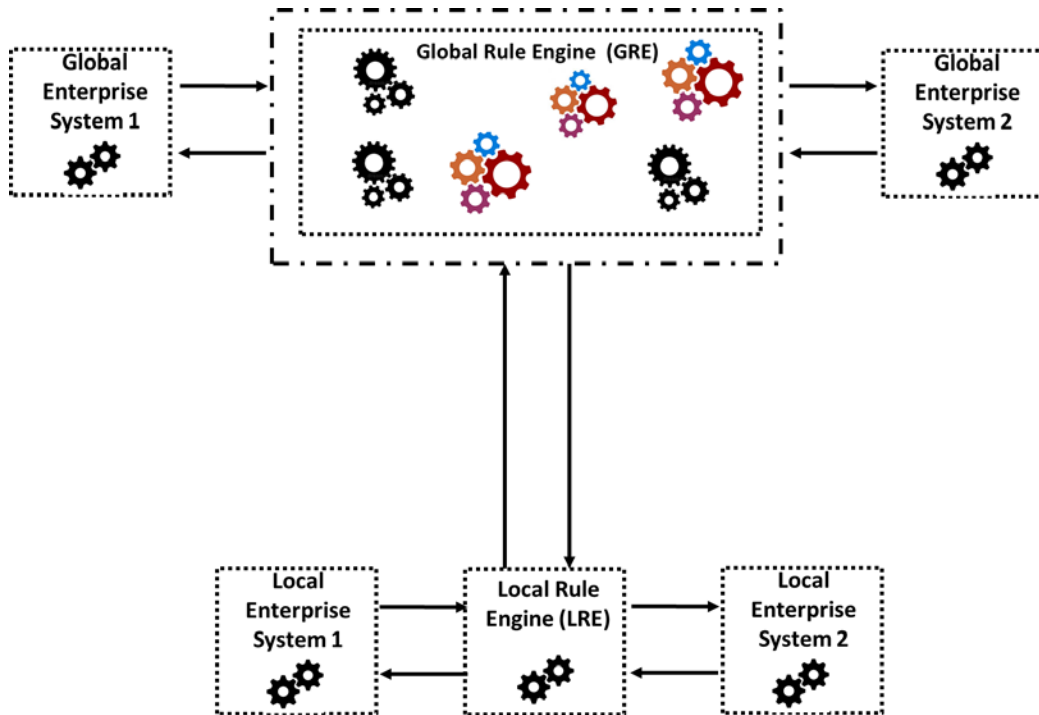 Global
Enterprise
System 1
Global Rule Engine (GRE)
Global
Enterprise
System 2
Local
Enterprise
System 1
Local Rule
Engine (LRE)
Local
Enterprise
System 2